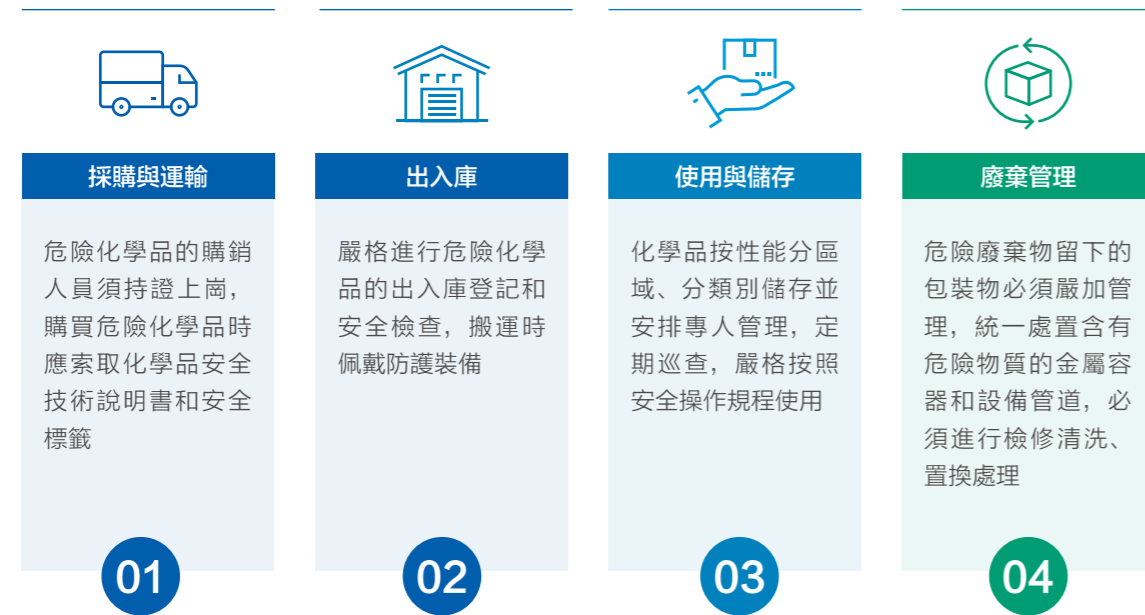 採購與運輸
危險化學品的購銷
人員須持證上崗，
購買危險化學品時
應索取化學品安全
技術說明書和安全
標籤
01
出入庫
嚴格進行危險化學
品的出入庫登記和
安全檢查，搬運時
佩戴防護裝備
02
使用與儲存
化學品按性能分區
域、分類別儲存並
安排專人管理，定
期巡查，嚴格按照
安全操作規程使用
03
廢棄管理
危險廢棄物留下的
包裝物必須嚴加管
理，統一處置含有
危險物質的金屬容
器和設備管道，必
須進行檢修清洗、
置換處理
04